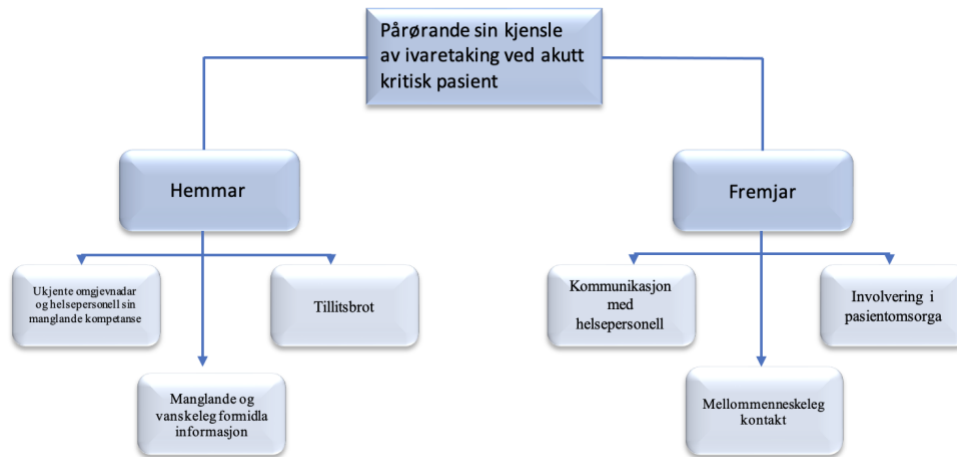 Pårørande sin kjensle
av ivaretaking ved akutt
kritisk pasient
Hemmar
Fremjar
Ukjente omgjevnadar
og helsepersonell sin
manglande kompetanse
Tillitsbrot
Kommunikasjon
med
helsepersonell
Involvering i
pasientomsorga
Manglande og
vanskeleg formidla
informasjon
Mellommenneskeleg
kontakt